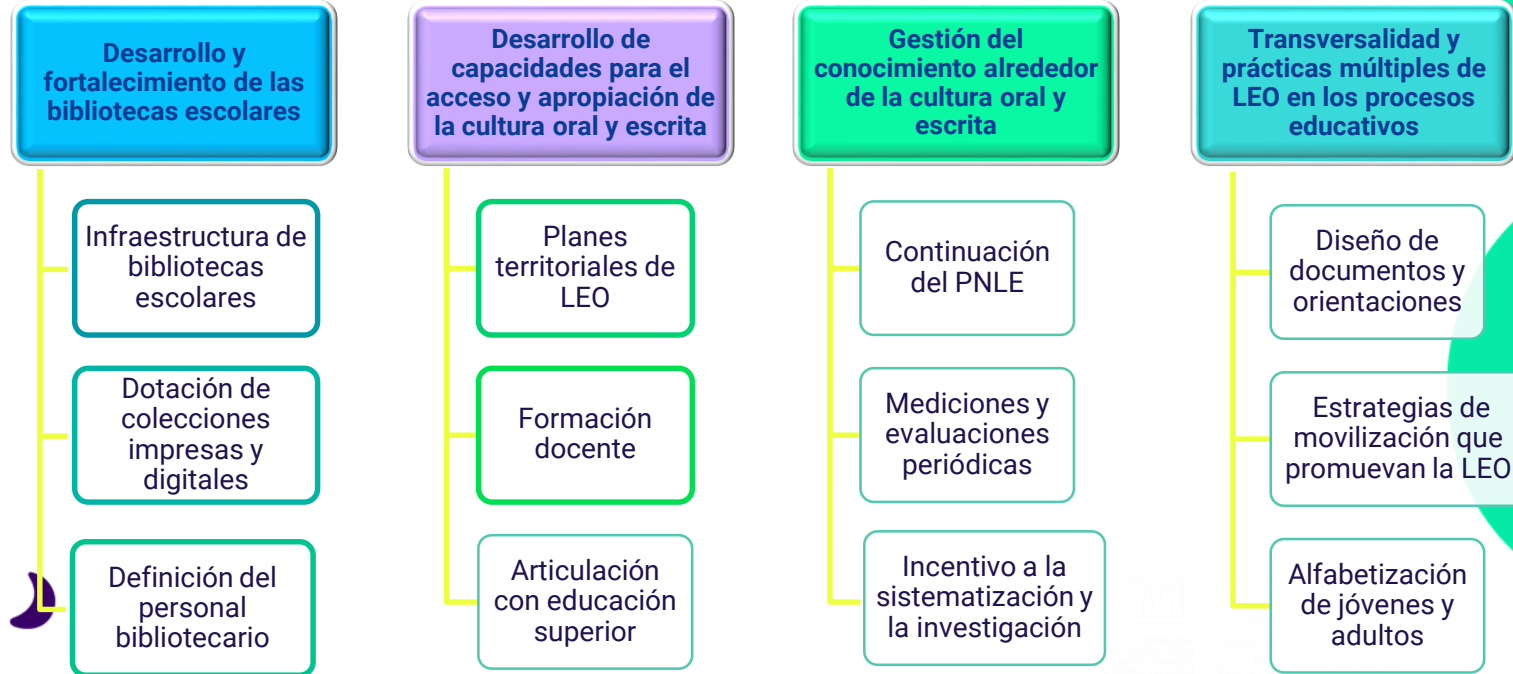 Desarrollo y
fortalecimiento de las
bibliotecas escolares
Infraestructura de
bibliotecas
escolares
Dotación de
colecciones
impresas y
digitales
Definición del
personal
bibliotecario
Desarrollo de
capacidades para el
acceso y apropiación de
la cultura oral y escrita
Planes
territoriales de
LEO
Formación
docente
Articulación
con educación
superior
Gestión del
conocimiento alrededor
de la cultura oral y
escrita
Continuación
del PNLE
Mediciones y
evaluaciones
periódicas
Incentivo a la
sistematización y
la investigación
Transversalidad y
prácticas múltiples de
LEO en los procesos
educativos
Diseño de
documentos y
orientaciones
Estrategias de
movilización que
promuevan la LEO
Alfabetización
de jóvenes y
adultos